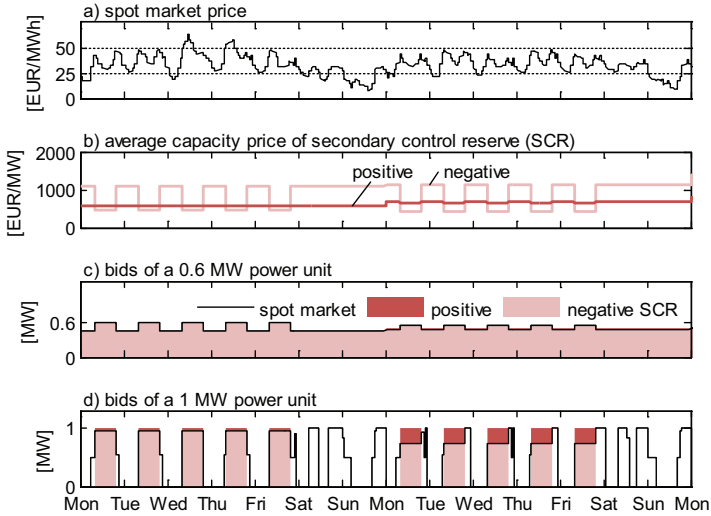 a) spot market price
[EUR/MWh]
50
25
0
b) average capacity price of secondary control reserve (SCR)
[EUR/MW]
2000
1000
0
positive
negative
c) bids of a 0.6 MW power unit
[MW]
0.6
0
spot market
positive
negative SCR
d) bids of a 1 MW power unit
[MW]
1
0
Mon Tue Wed Thu Fri Sat Sun Mon Tue Wed Thu Fri Sat Sun Mon